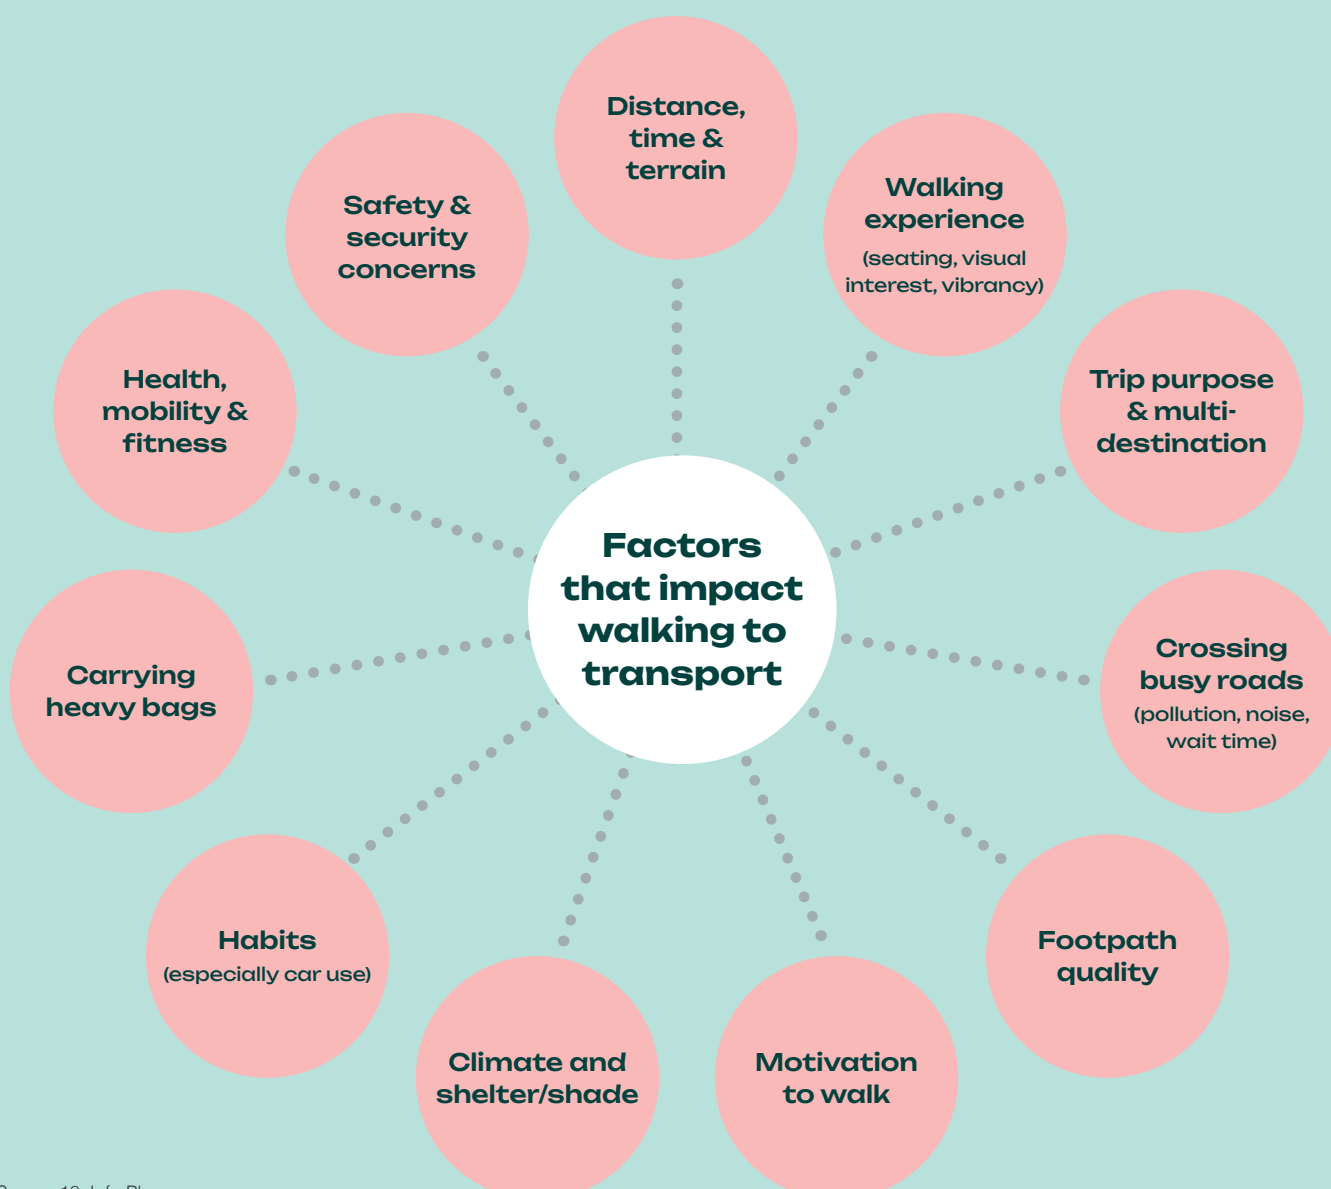 Distance,
time &
terrain
Walking
experience
(seating, visual
interest, vibrancy)
Trip purpose
& multi-
destination
Crossing
busy roads
(pollution, noise,
wait time)
Footpath
quality
Motivation
to walk
Climate and
shelter/shade
Habits
(especially car use)
Carrying
heavy bags
Health,
mobility &
fitness
Safety &
security
concerns
Factors
that impact
walking to
transport